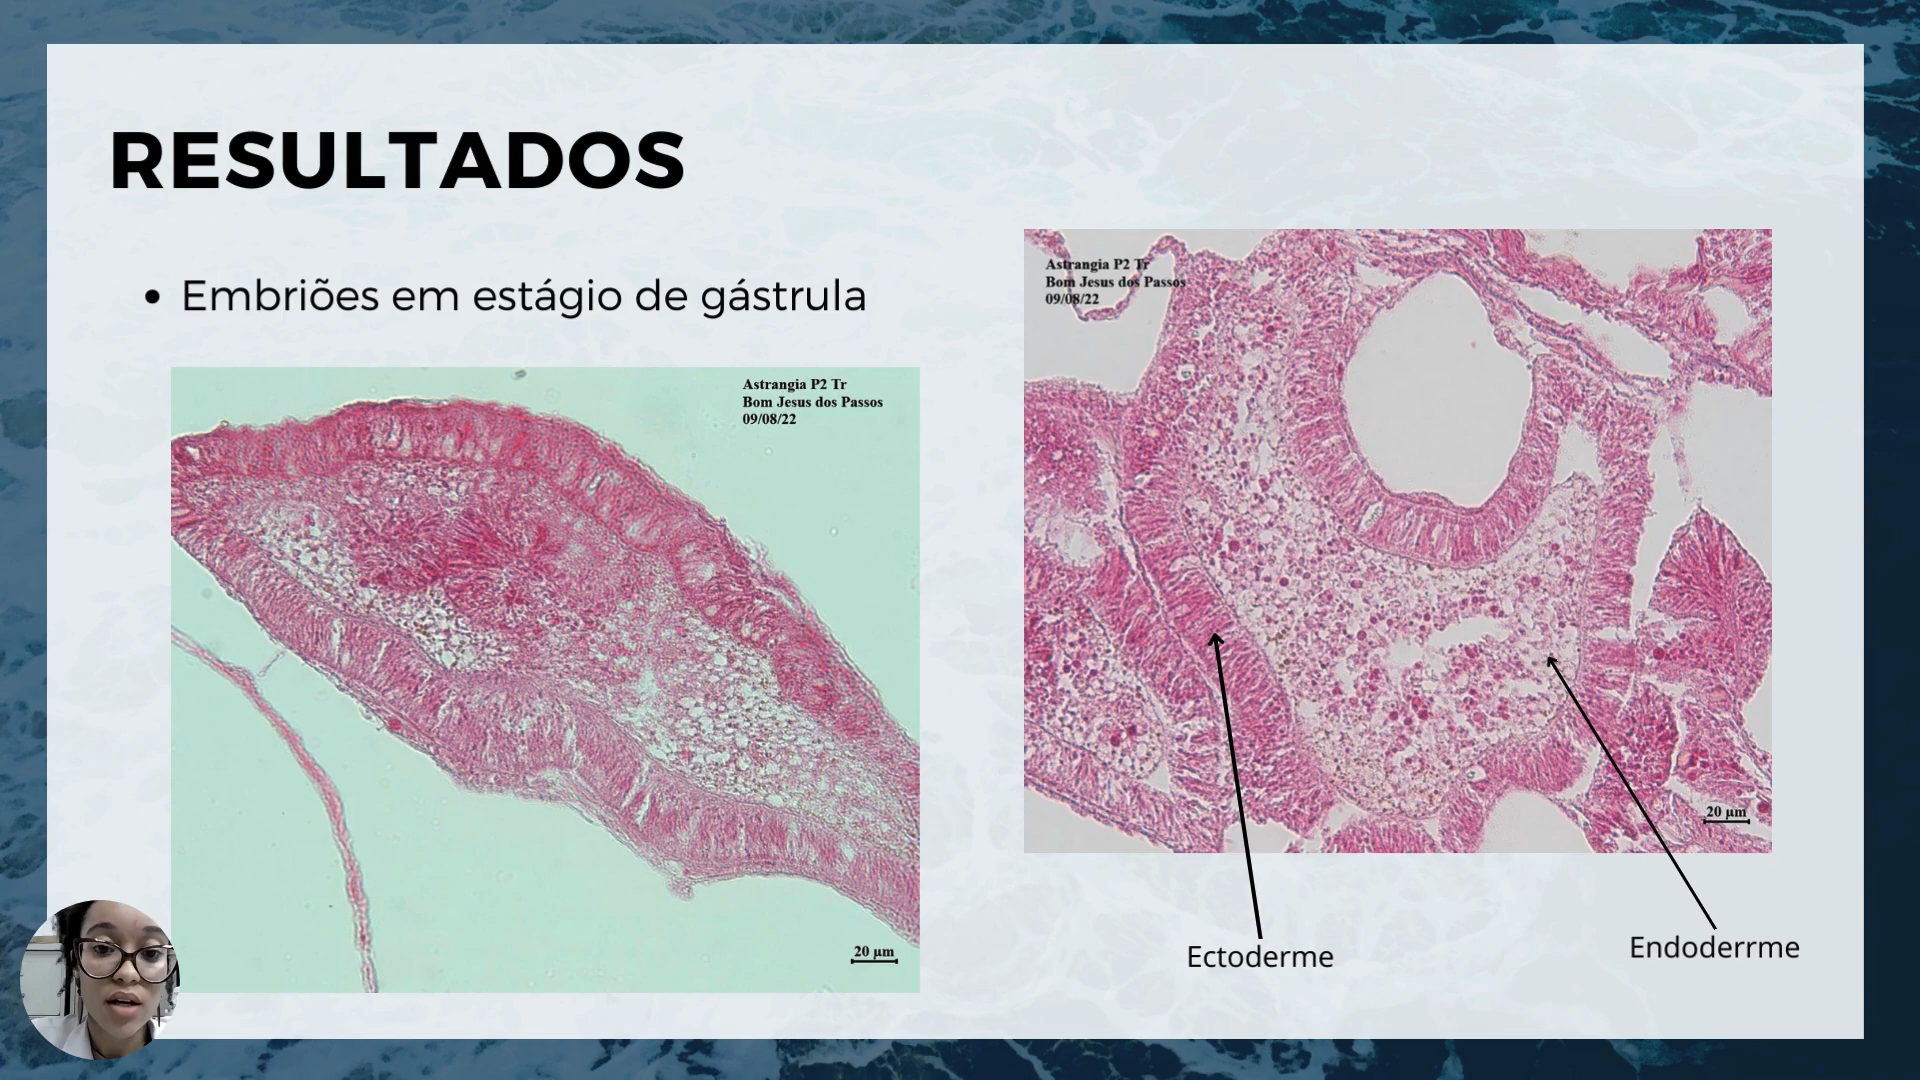 RESULTADOS
• Embriões em estágio de gástrula
Astrangia P2 Tr
Bom Jesus dos Passos
09/08/22
20 µm
Astrangia P2 Tr
Bom Jesus dos Passos
09/08/22
20 µm
Ectoderme
Endoderrme